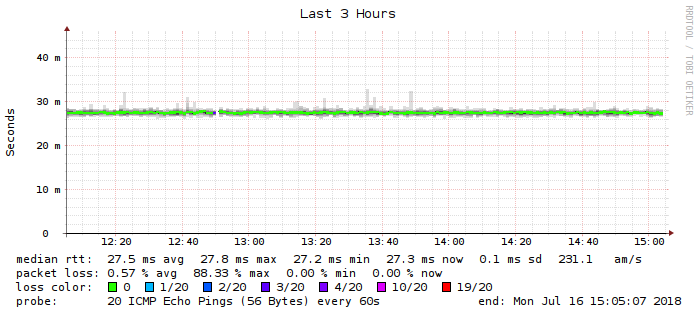 Last 3 Hours
RRDTOOL / TOBI OETIKER
Seconds
40 m
30 m
20 m
10 m
0
12:20 12:40 13:00 13:20 13:40 14:00 14:20 14:40 15:00
median rtt: 27.5 ms avg 27.8 ms max 27.2 ms min 27.3 ms now 0.1 ms sd 231.1 am/s
packet loss: 0.57 % avg 88.33 % max 0.00 % min 0.00 % now
loss color: 0 1/20 2/20 3/20 4/20 10/20 19/20
probe: 20 ICMP Echo Pings (56 Bytes) every 60s end: Mon Jul 16 15:05:07 2018